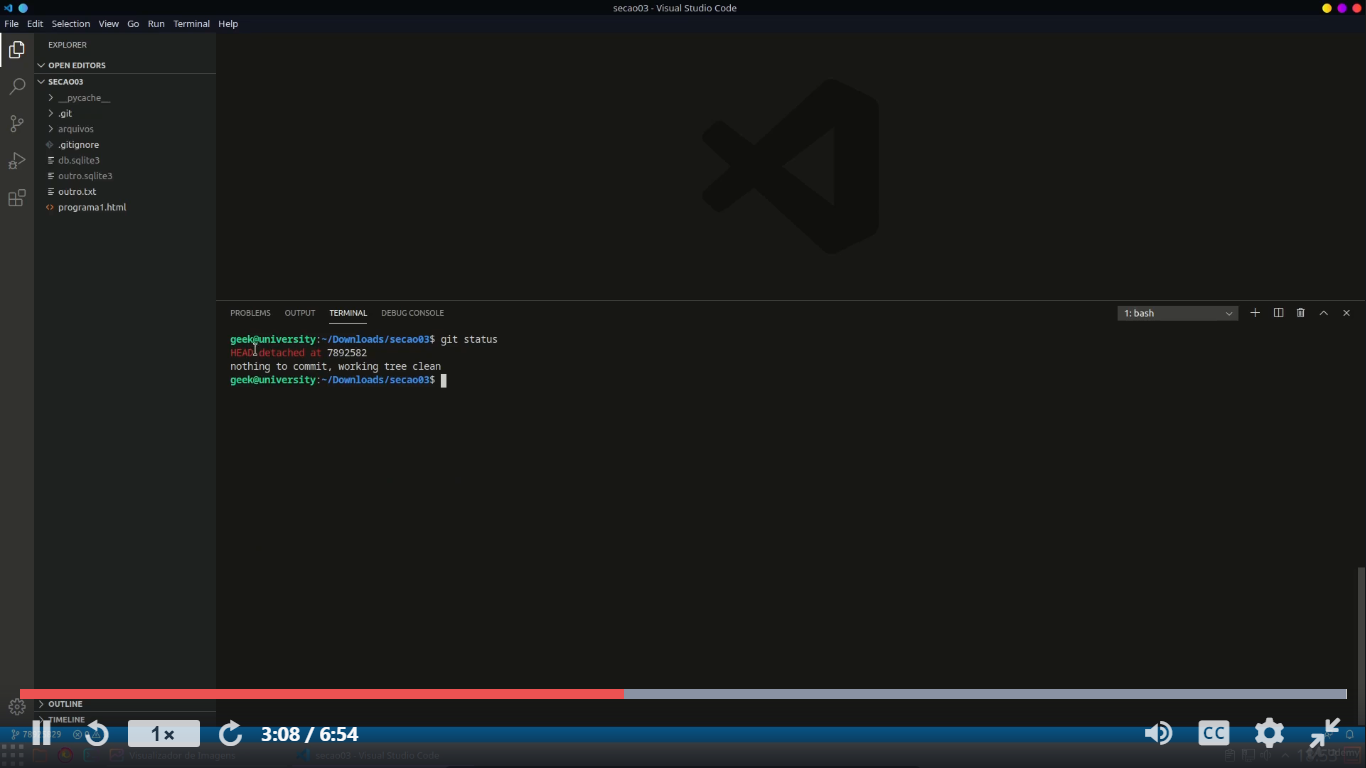 secao03 - Visual Studio Code
File Edit Selection View Go Run Terminal Help
EXPLORER
OPEN EDITORS
SECAO03
__pycache__
.git
arquivos
.gitignore
db.sqlite3
outro.sqlite3
outro.txt
programa1.html
PROBLEMS OUTPUT TERMINAL DEBUG CONSOLE
1: bash
geek@university:~/Downloads/secao03$ git status
HEAD detached at 7892582
nothing to commit, working tree clean
geek@university:~/Downloads/secao03$
OUTLINE
TIMELINE
1×
3:08 / 6:54
CC
Visualizador de Imagens
secao03 - Visual Studio Code